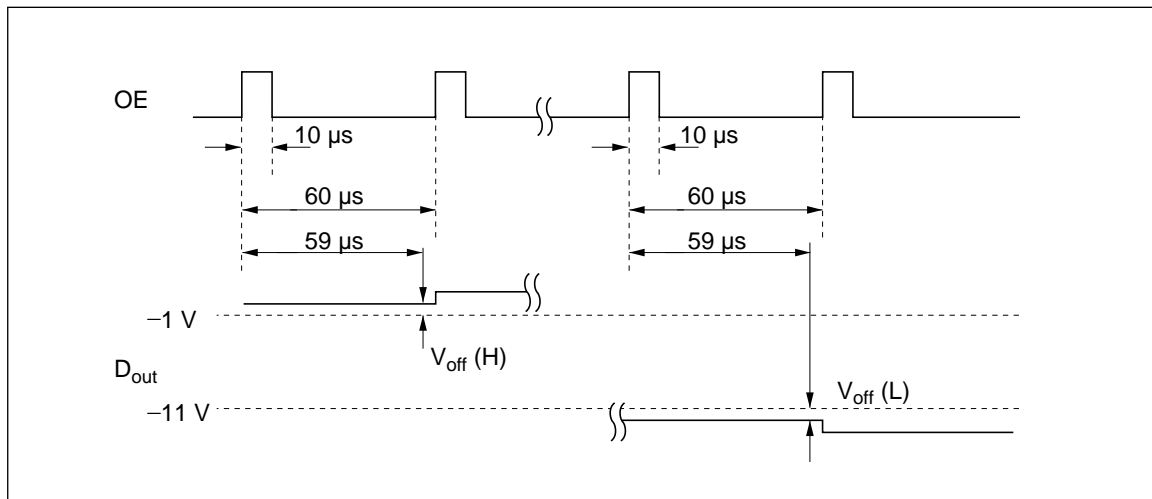 OE
10 µs
10 µs
60 µs
60 µs
59 µs
59 µs
−1 V
V_off (H)
D_out
−11 V
V_off (L)